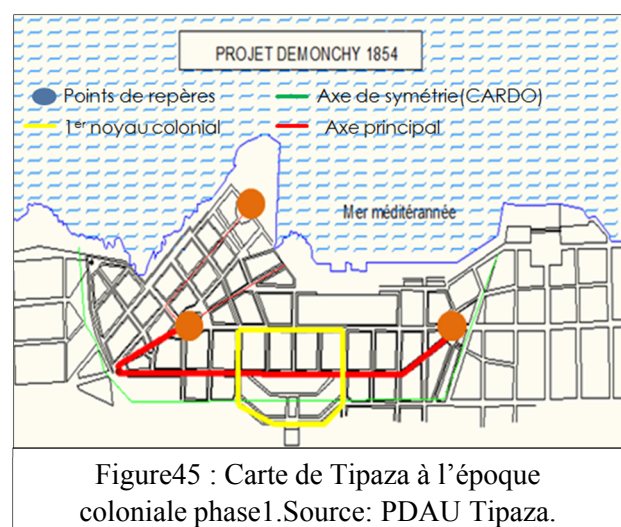 PROJET DEMONCHY 1854
Points de repères
Axe de symétrie(CARDO)
1er noyau colonial
Axe principal
Mer méditérannée
Figure45 : Carte de Tipaza à l’époque
coloniale phase1.Source: PDAU Tipaza.